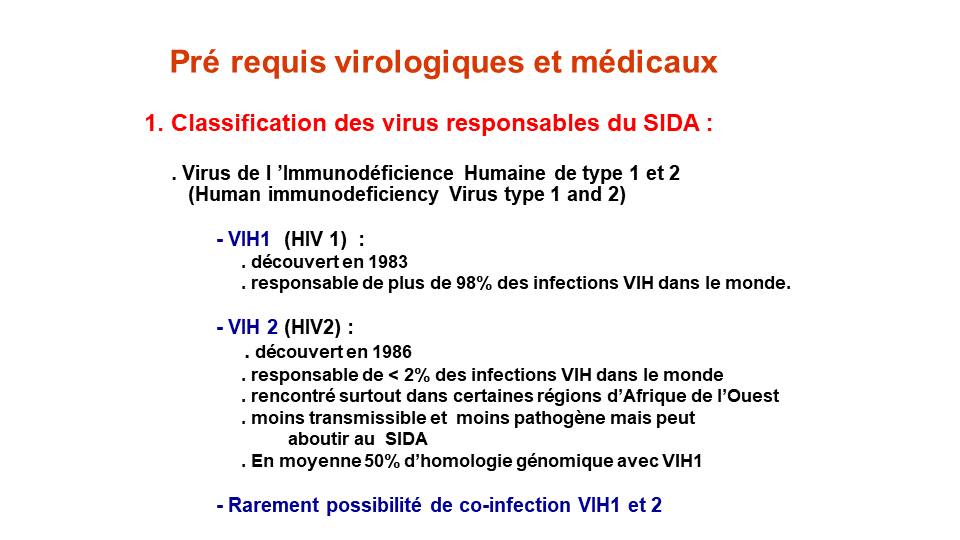 Pré requis virologiques et médicaux
1. Classification des virus responsables du SIDA :
. Virus de l ’Immunodéficience Humaine de type 1 et 2
(Human immunodeficiency Virus type 1 and 2)
- VIH1 (HIV 1) :
. découvert en 1983
. responsable de plus de 98% des infections VIH dans le monde.
- VIH 2 (HIV2) :
. découvert en 1986
. responsable de < 2% des infections VIH dans le monde
. rencontré surtout dans certaines régions d’Afrique de l’Ouest
. moins transmissible et moins pathogène mais peut
aboutir au SIDA
. En moyenne 50% d’homologie génomique avec VIH1
- Rarement possibilité de co-infection VIH1 et 2